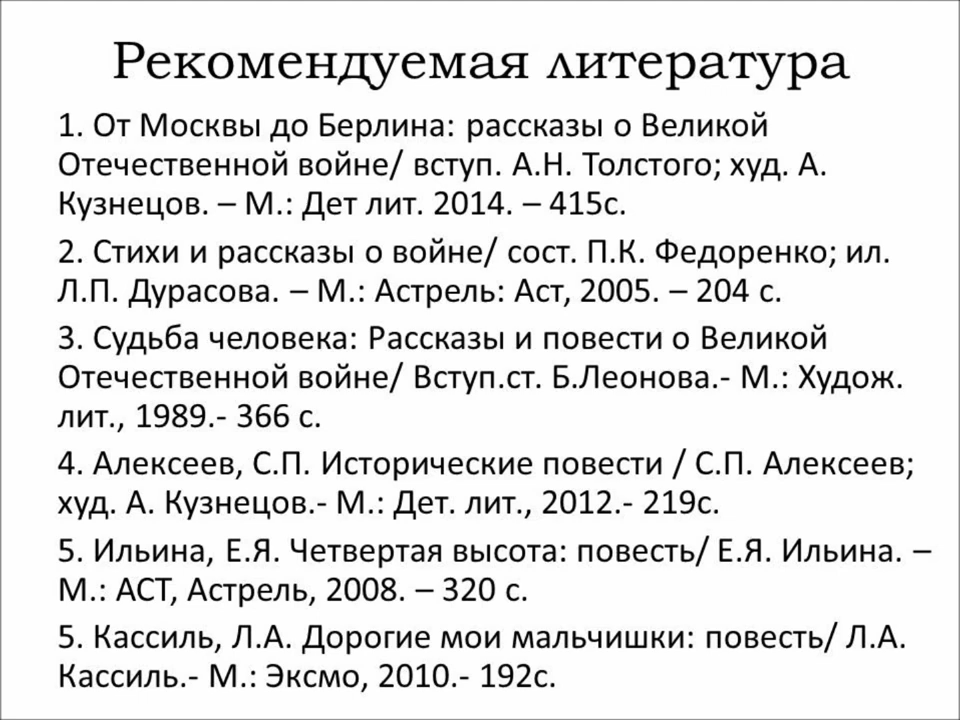 Рекомендуемая литература
1. От Москвы до Берлина: рассказы о Великой
Отечественной войне/ вступ. А.Н. Толстого; худ. А.
Кузнецов. – М.: Дет лит. 2014. – 415с.
2. Стихи и рассказы о войне/ сост. П.К. Федоренко; ил.
Л.П. Дурасова. – М.: Астрель: Аст, 2005. – 204 с.
3. Судьба человека: Рассказы и повести о Великой
Отечественной войне/ Вступ.ст. Б.Леонова.- М.: Худож.
лит., 1989.- 366 с.
4. Алексеев, С.П. Исторические повести / С.П. Алексеев;
худ. А. Кузнецов.- М.: Дет. лит., 2012.- 219с.
5. Ильина, Е.Я. Четвертая высота: повесть/ Е.Я. Ильина. –
М.: АСТ, Астрель, 2008. – 320 с.
5. Кассиль, Л.А. Дорогие мои мальчишки: повесть/ Л.А.
Кассиль.- М.: Эксмо, 2010.- 192с.